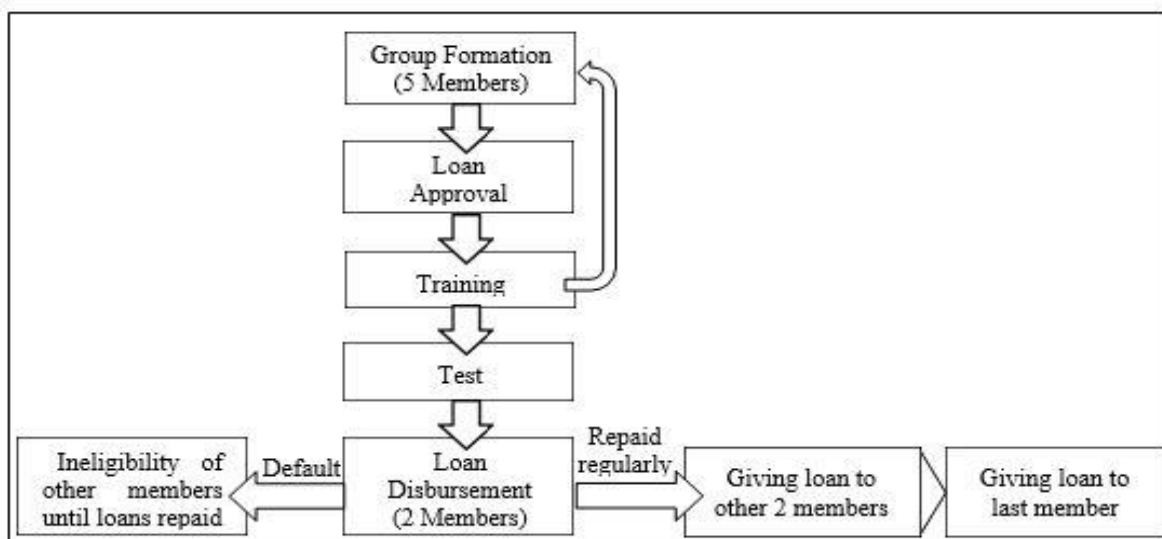 Group Formation
(5 Members)
Loan
Approval
Training
Test
Ineligibility of
other members
until loans repaid
Default
Loan
Disbursement
(2 Members)
Repaid
regularly
Giving loan to
other 2 members
Giving loan to
last member